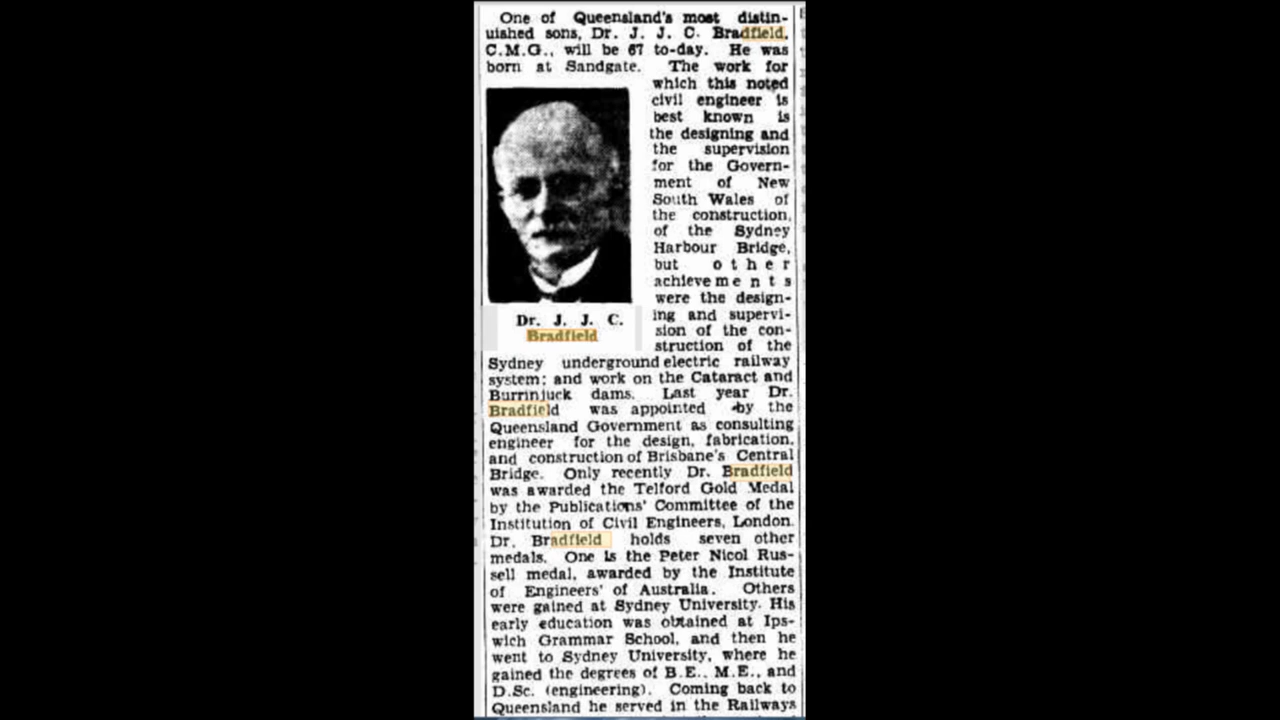 One of Queensland's most distin-
uished sons, Dr. J. J. C. Bradfield,
C.M.G., will be 67 to-day. He was
born at Sandgate. The work for
which this noted
civil engineer is
best known is
the designing and
the supervision
for the Govern-
ment of New
South Wales of
the construction,
of the Sydney
Harbour Bridge,
but other
achievements
were the design-
ing and supervi-
sion of the con-
struction of the
Dr. J. J. C.
Bradfield
Sydney underground electric railway
system; and work on the Cataract and
Burrinjuck dams. Last year Dr.
Bradfield was appointed by the
Queensland Government as consulting
engineer for the design, fabrication,
and construction of Brisbane's Central
Bridge. Only recently Dr. Bradfield
was awarded the Telford Gold Medal
by the Publications' Committee of the
Institution of Civil Engineers, London.
Dr. Bradfield holds seven other
medals. One is the Peter Nicol Rus-
sell medal, awarded by the Institute
of Engineers' of Australia. Others
were gained at Sydney University. His
early education was obtained at Ips-
wich Grammar School, and then he
went to Sydney University, where he
gained the degrees of B.E., M.E., and
D.Sc. (engineering). Coming back to
Queensland he served in the Railways